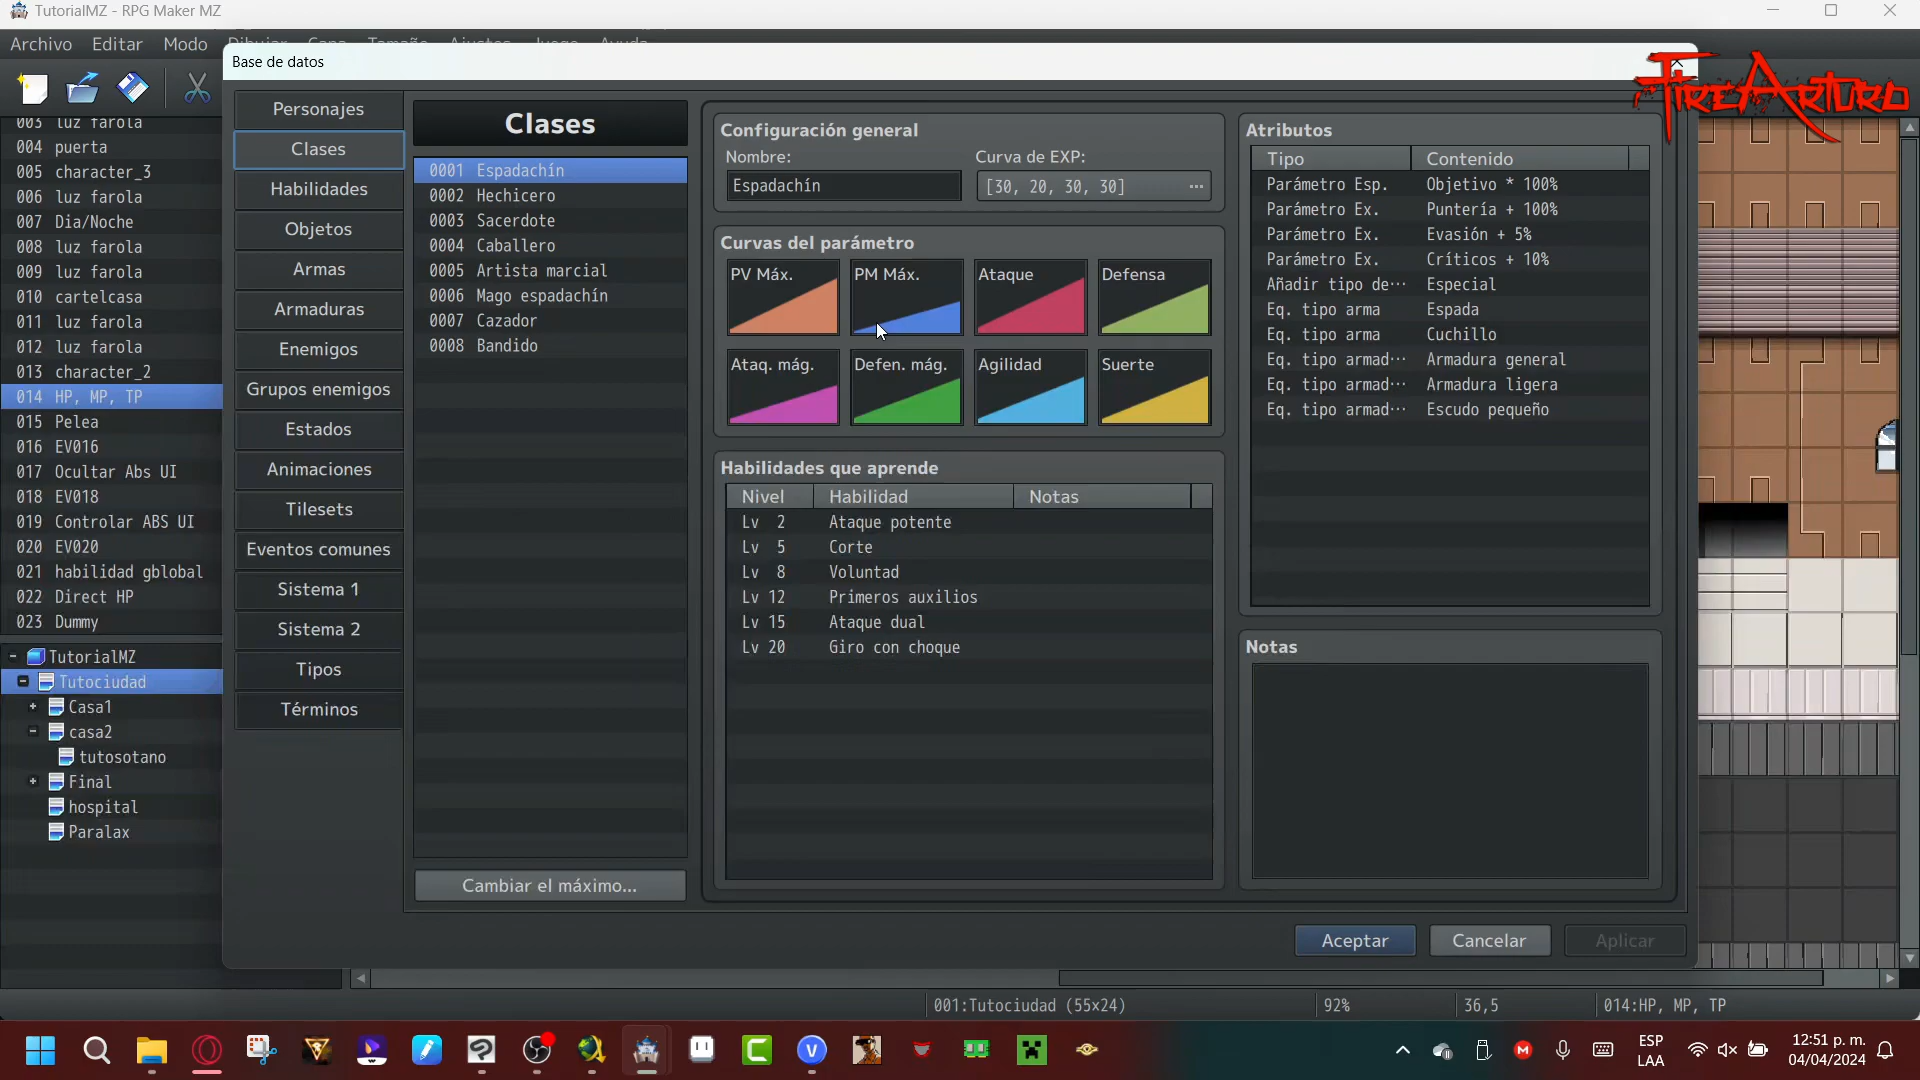 TutorialMZ - RPG Maker MZ
Archivo Editar Modo Dibujar Capa Tamaño Ajustes Juego Ayuda
Base de datos
FireArturo
003 luz farola
004 puerta
005 character_3
006 luz farola
007 Dia/Noche
008 luz farola
009 luz farola
010 cartelcasa
011 luz farola
012 luz farola
013 character_2
014 HP, MP, TP
015 Pelea
016 EV016
017 Ocultar Abs UI
018 EV018
019 Controlar ABS UI
020 EV020
021 habilidad gblobal
022 Direct HP
023 Dummy
TutorialMZ
Tutociudad
Casa1
casa2
tutosotano
Final
hospital
Paralax
Personajes
Clases
Habilidades
Objetos
Armas
Armaduras
Enemigos
Grupos enemigos
Estados
Animaciones
Tilesets
Eventos comunes
Sistema 1
Sistema 2
Tipos
Términos
Clases
0001 Espadachín
0002 Hechicero
0003 Sacerdote
0004 Caballero
0005 Artista marcial
0006 Mago espadachín
0007 Cazador
0008 Bandido
Cambiar el máximo...
Configuración general
Nombre: Curva de EXP:
Espadachín [30, 20, 30, 30] ...
Curvas del parámetro
PV Máx. PM Máx. Ataque Defensa
Ataq. mág. Defen. mág. Agilidad Suerte
Habilidades que aprende
Nivel Habilidad Notas
Lv 2 Ataque potente
Lv 5 Corte
Lv 8 Voluntad
Lv 12 Primeros auxilios
Lv 15 Ataque dual
Lv 20 Giro con choque
Atributos
Tipo Contenido
Parámetro Esp. Objetivo * 100%
Parámetro Ex. Puntería + 100%
Parámetro Ex. Evasión + 5%
Parámetro Ex. Críticos + 10%
Añadir tipo de··· Especial
Eq. tipo arma Espada
Eq. tipo arma Cuchillo
Eq. tipo armad··· Armadura general
Eq. tipo armad··· Armadura ligera
Eq. tipo armad··· Escudo pequeño
Notas
Aceptar Cancelar Aplicar
001:Tutociudad (55x24) 92% 36,5 014:HP, MP, TP
ESP
LAA
12:51 p. m.
04/04/2024